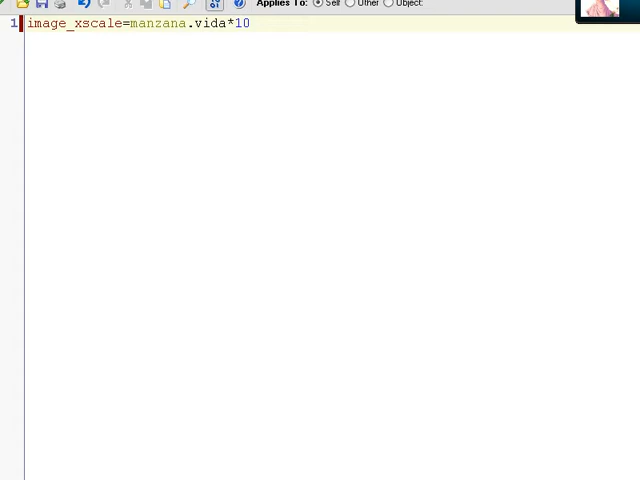 Applies To: Self Other Object:
1 image_xscale=manzana.vida*10